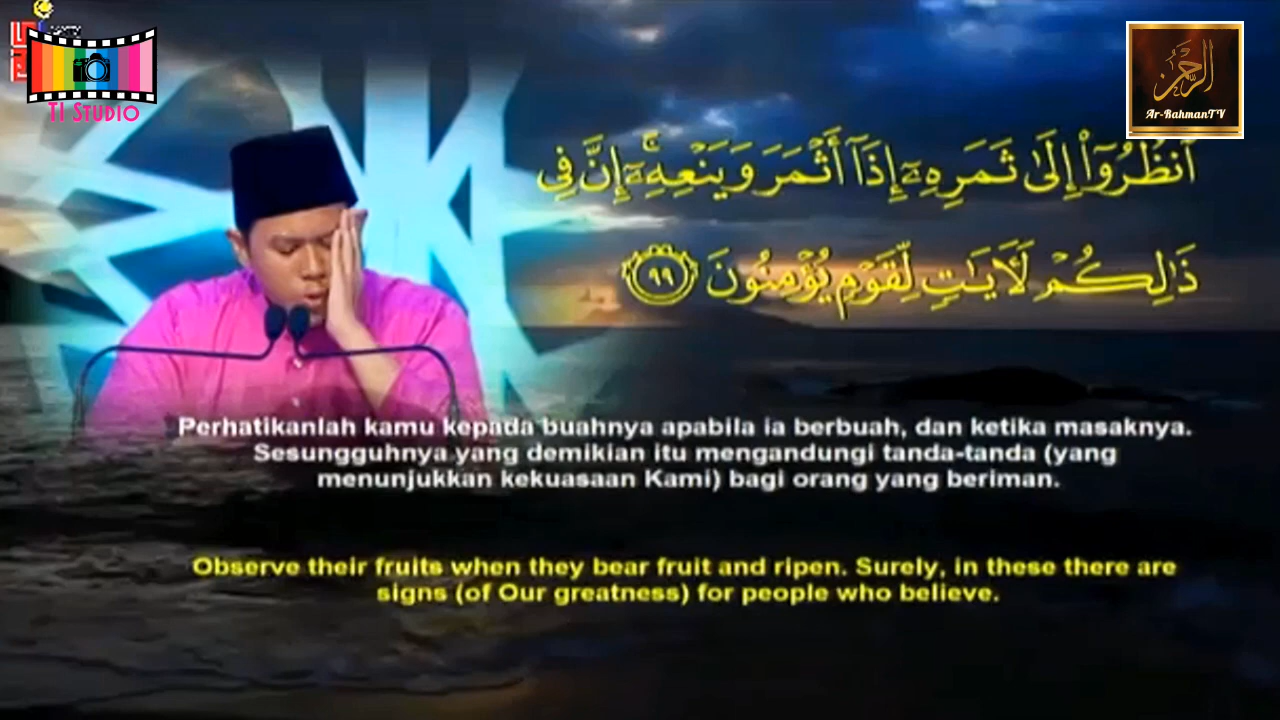 TI STUDIO
الرحمن
Ar-RahmanTV
ٱنظُرُوٓا۟ إِلَىٰ ثَمَرِهِۦٓ إِذَآ أَثْمَرَ وَيَنْعِهِۦٓ ۚ إِنَّ فِى
ذَٰلِكُمْ لَـَٔايَـٰتٍ لِّقَوْمٍ يُؤْمِنُونَ ٩٩
Perhatikanlah kamu kepada buahnya apabila ia berbuah, dan ketika masaknya.
Sesungguhnya yang demikian itu mengandungi tanda-tanda (yang
menunjukkan kekuasaan Kami) bagi orang yang beriman.
Observe their fruits when they bear fruit and ripen. Surely, in these there are
signs (of Our greatness) for people who believe.